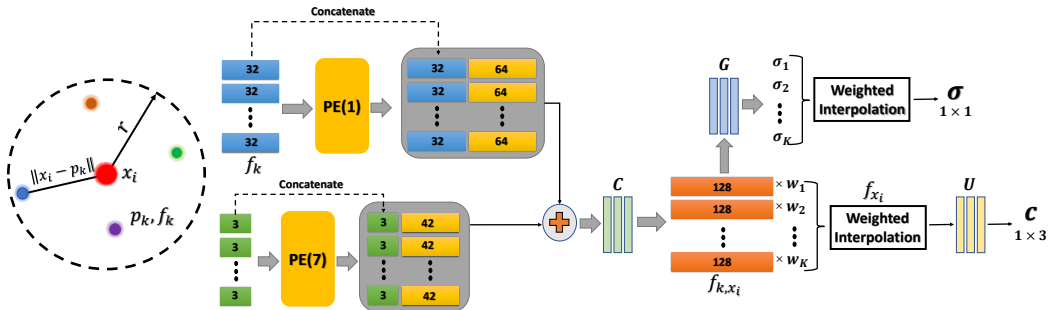 ‖x_i − p_k‖
r
x_i
p_k, f_k
Concatenate
32
32
32
f_k
PE(1)
32 64
32 64
32 64
Concatenate
3
3
3
PE(7)
3 42
3 42
3 42
C
G
σ_1
σ_2
σ_K
Weighted
Interpolation
σ
1 × 1
128 × w_1
128 × w_2
128 × w_K
f_{k,x_i}
f_{x_i}
Weighted
Interpolation
U
c
1 × 3